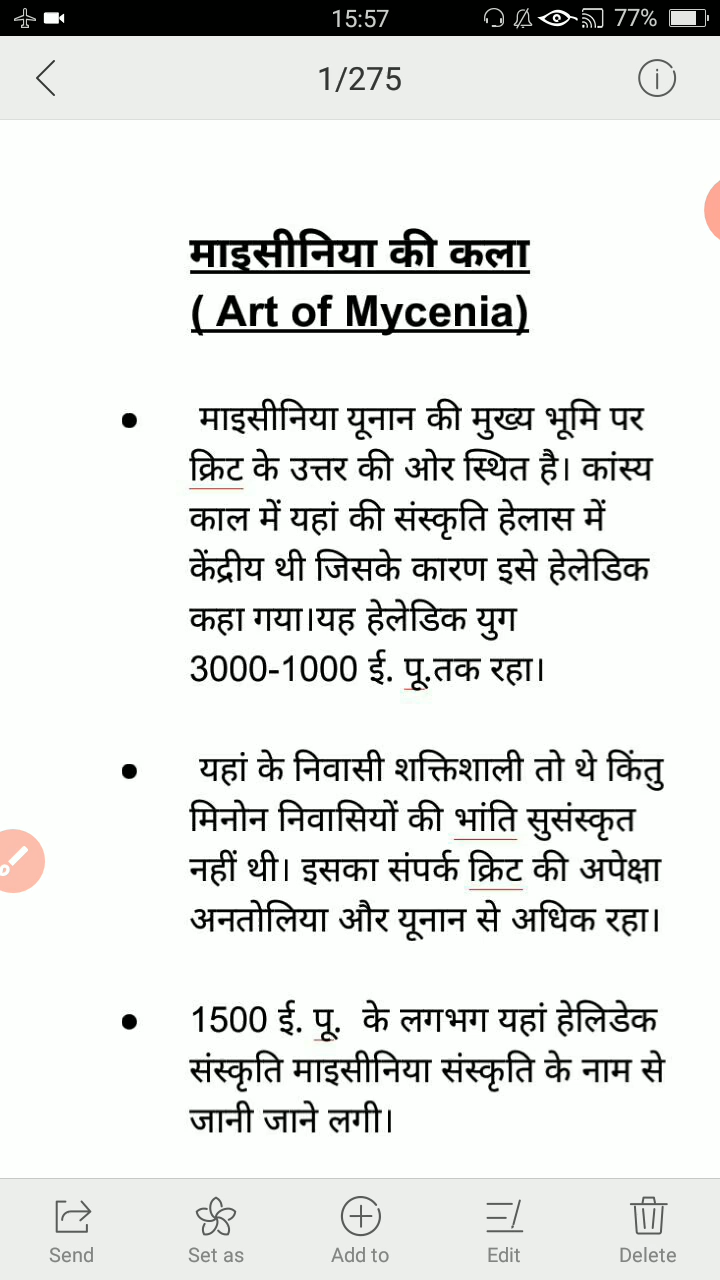 15:57
77%
1/275
माइसीनिया की कला
( Art of Mycenia)
माइसीनिया यूनान की मुख्य भूमि पर
क्रिट के उत्तर की ओर स्थित है। कांस्य
काल में यहां की संस्कृति हेलास में
केंद्रीय थी जिसके कारण इसे हेलेडिक
कहा गया।यह हेलेडिक युग
3000-1000 ई. पू.तक रहा।
यहां के निवासी शक्तिशाली तो थे किंतु
मिनोन निवासियों की भांति सुसंस्कृत
नहीं थी। इसका संपर्क क्रिट की अपेक्षा
अनतोलिया और यूनान से अधिक रहा।
1500 ई. पू.  के लगभग यहां हेलिडेक
संस्कृति माइसीनिया संस्कृति के नाम से
जानी जाने लगी।
Send Set as Add to Edit Delete